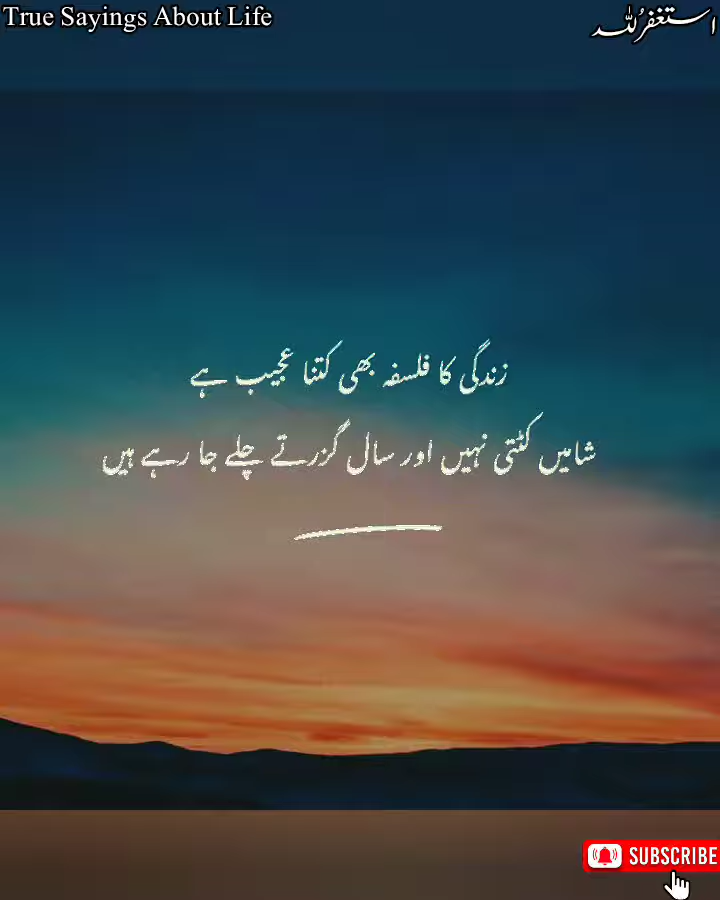 True Sayings About Life
استغفرُللہ
زندگی کا فلسفہ بھی کتنا عجیب ہے
شامیں کٹتی نہیں اور سال گزرتے چلے جا رہے ہیں
SUBSCRIBE